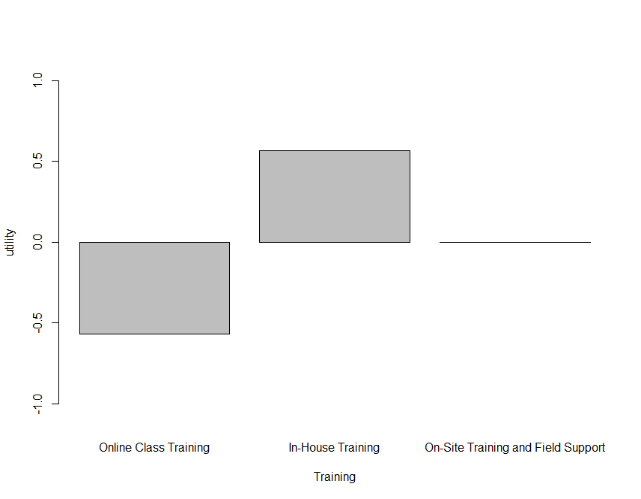 1.0
0.5
0.0
-0.5
-1.0
utility
Online Class Training
In-House Training
On-Site Training and Field Support
Training